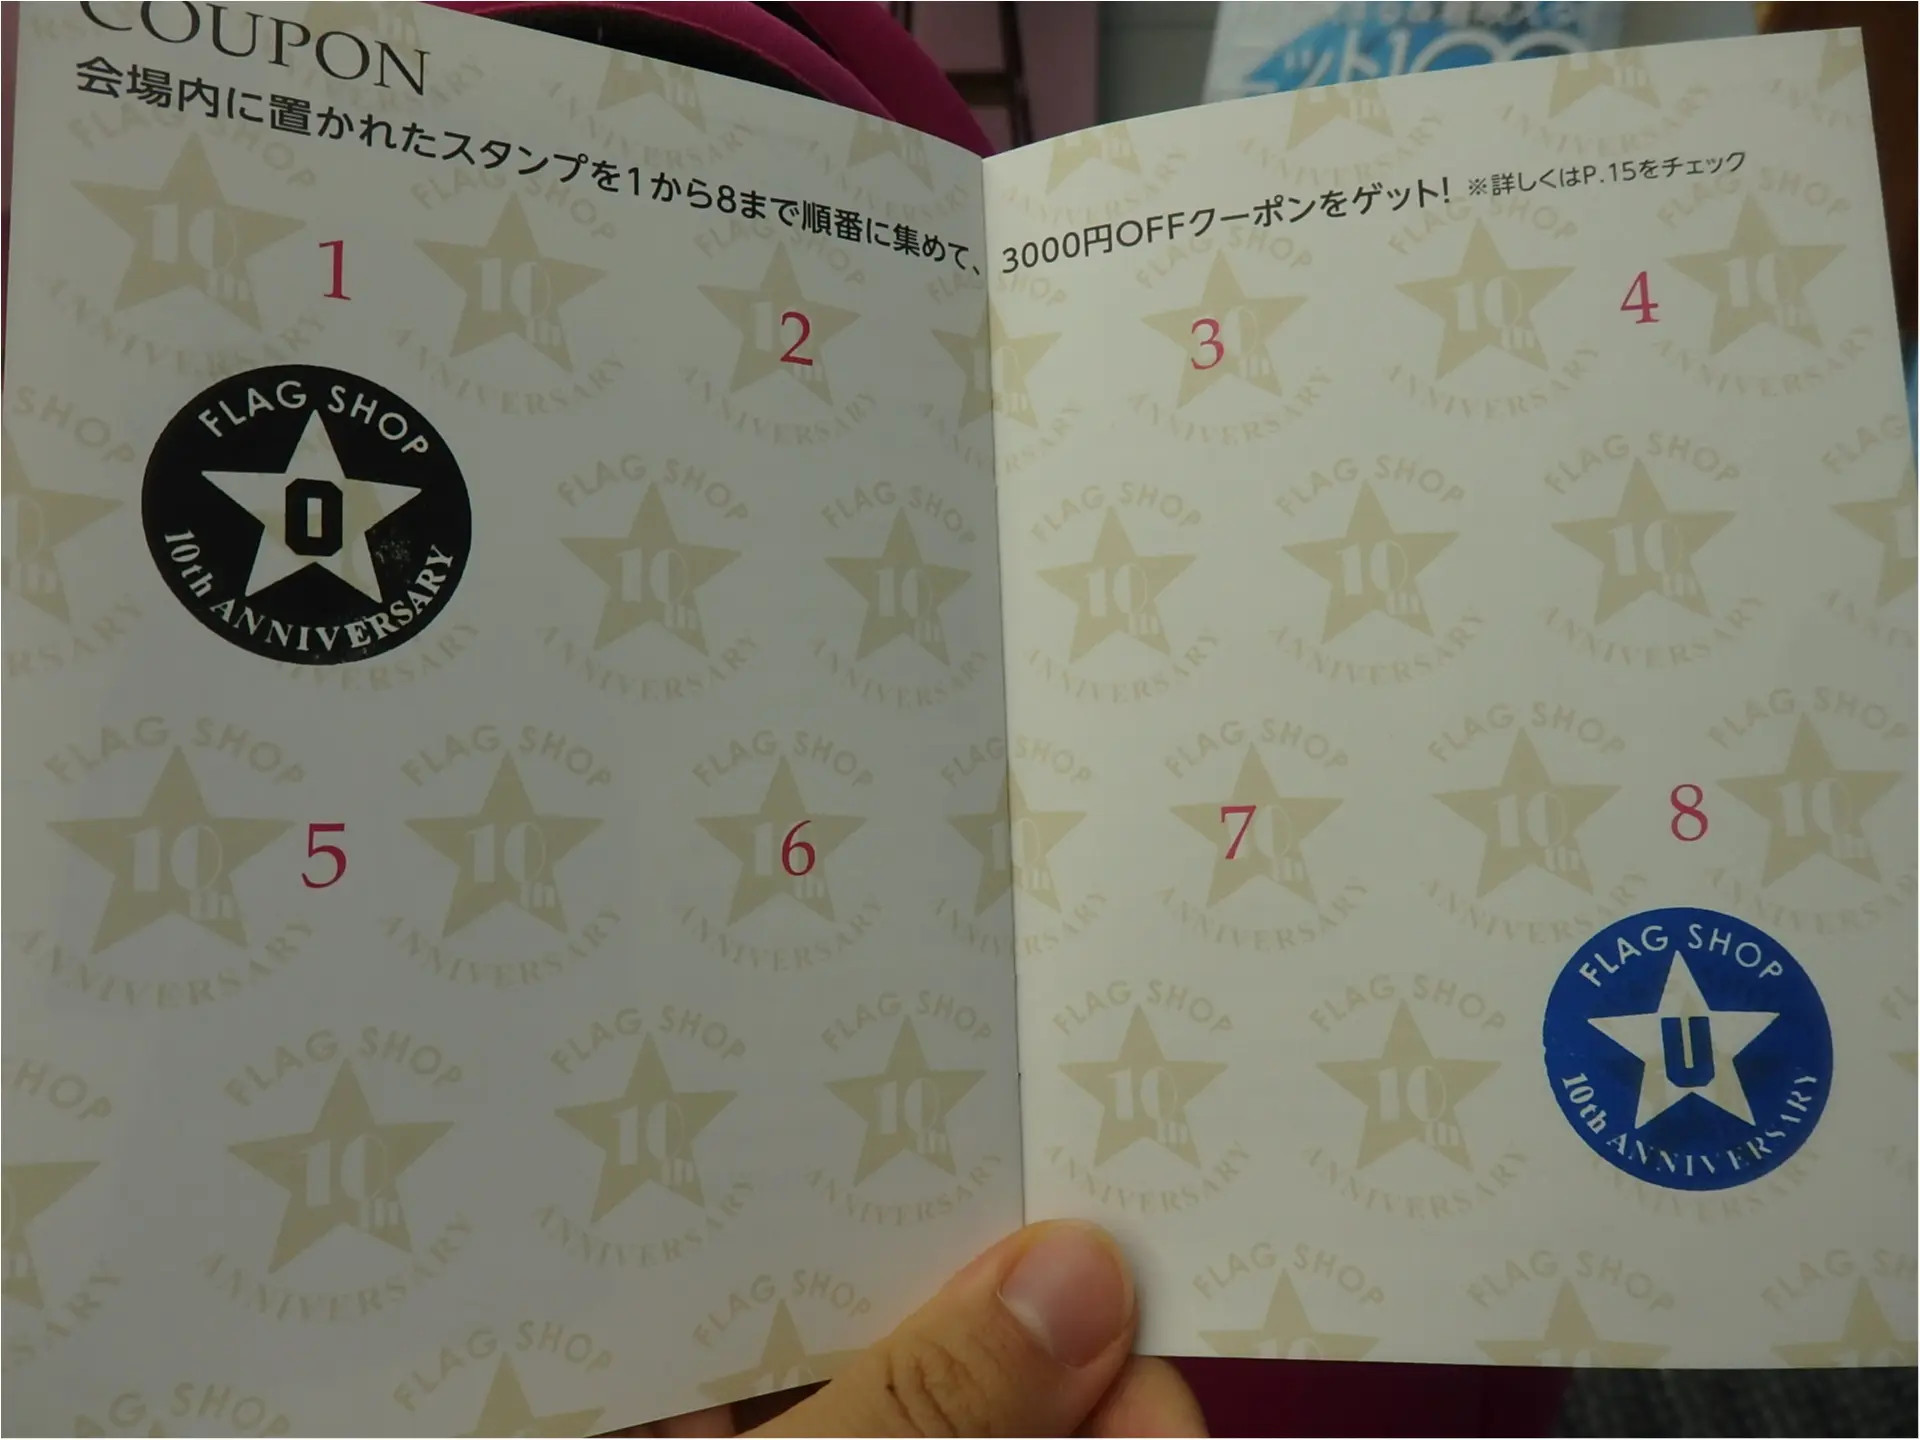 COUPON
会場内に置かれたスタンプを1から8まで順番に集めて、3000円OFFクーポンをゲット! ※詳しくはP.15をチェック
1
2
3
4
FLAG SHOP
O
10th ANNIVERSARY
5
6
7
8
FLAG SHOP
U
10th ANNIVERSARY